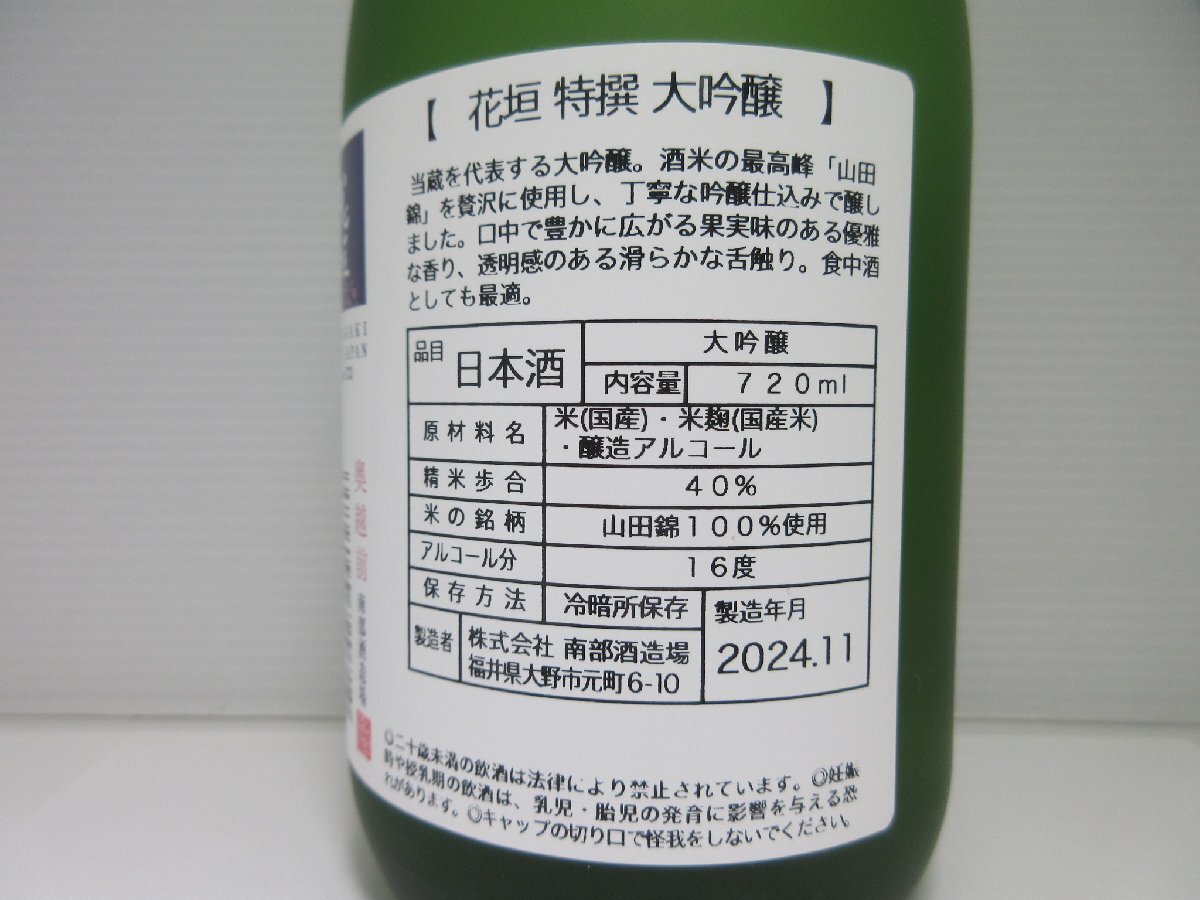 【 花垣 特撰 大吟醸 】
当蔵を代表する大吟醸。酒米の最高峰「山田
錦」を贅沢に使用し、丁寧な吟醸仕込みで醸し
ました。口中で豊かに広がる果実味のある優雅
な香り、透明感のある滑らかな舌触り。食中酒
としても最適。
品目 日本酒
大吟醸
内容量 720ml
原材料名 米(国産)・米麹(国産米)
・醸造アルコール
精米歩合 40%
米の銘柄 山田錦100%使用
アルコール分 16度
保存方法 冷暗所保存
製造年月
2024.11
製造者 株式会社 南部酒造場
福井県大野市元町6-10
◎二十歳未満の飲酒は法律により禁止されています。◎妊娠
時や授乳期の飲酒は、乳児・胎児の発育に影響を与える恐
れがあります。◎キャップの切り口で怪我をしないでください。
奥越前 南部酒造場